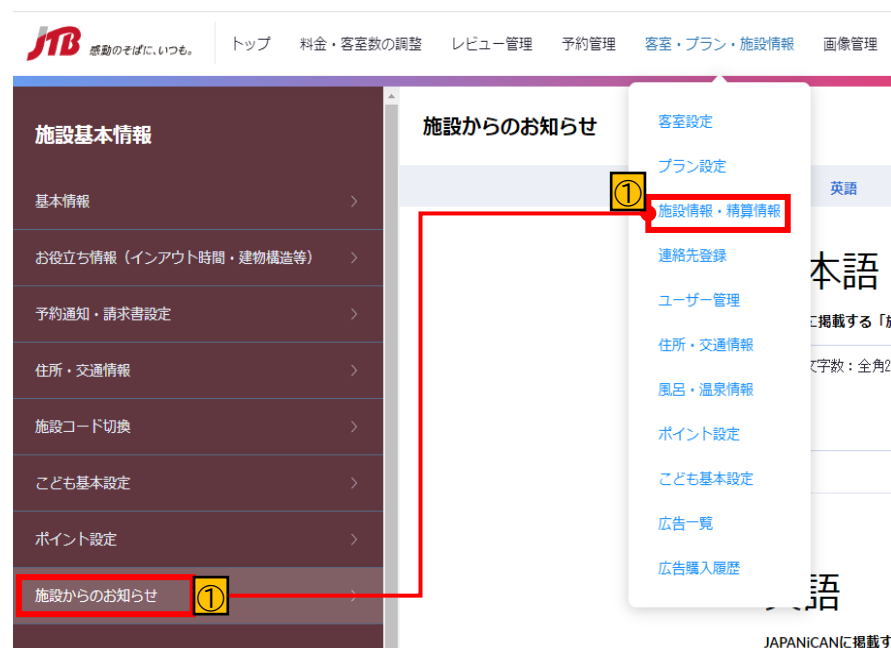 JTB 感動のそばに、いつも。 トップ 料金・客室数の調整 レビュー管理 予約管理 客室・プラン・施設情報 画像管理
施設基本情報
基本情報
お役立ち情報（インアウト時間・建物構造等）
予約通知・請求書設定
住所・交通情報
施設コード切換
こども基本設定
ポイント設定
施設からのお知らせ
①
施設からのお知らせ
客室設定
プラン設定
①
施設情報・精算情報
連絡先登録
ユーザー管理
住所・交通情報
風呂・温泉情報
ポイント設定
こども基本設定
広告一覧
広告購入履歴
英語
本語
に掲載する「施
文字数：全角2
語
JAPANiCANに掲載す